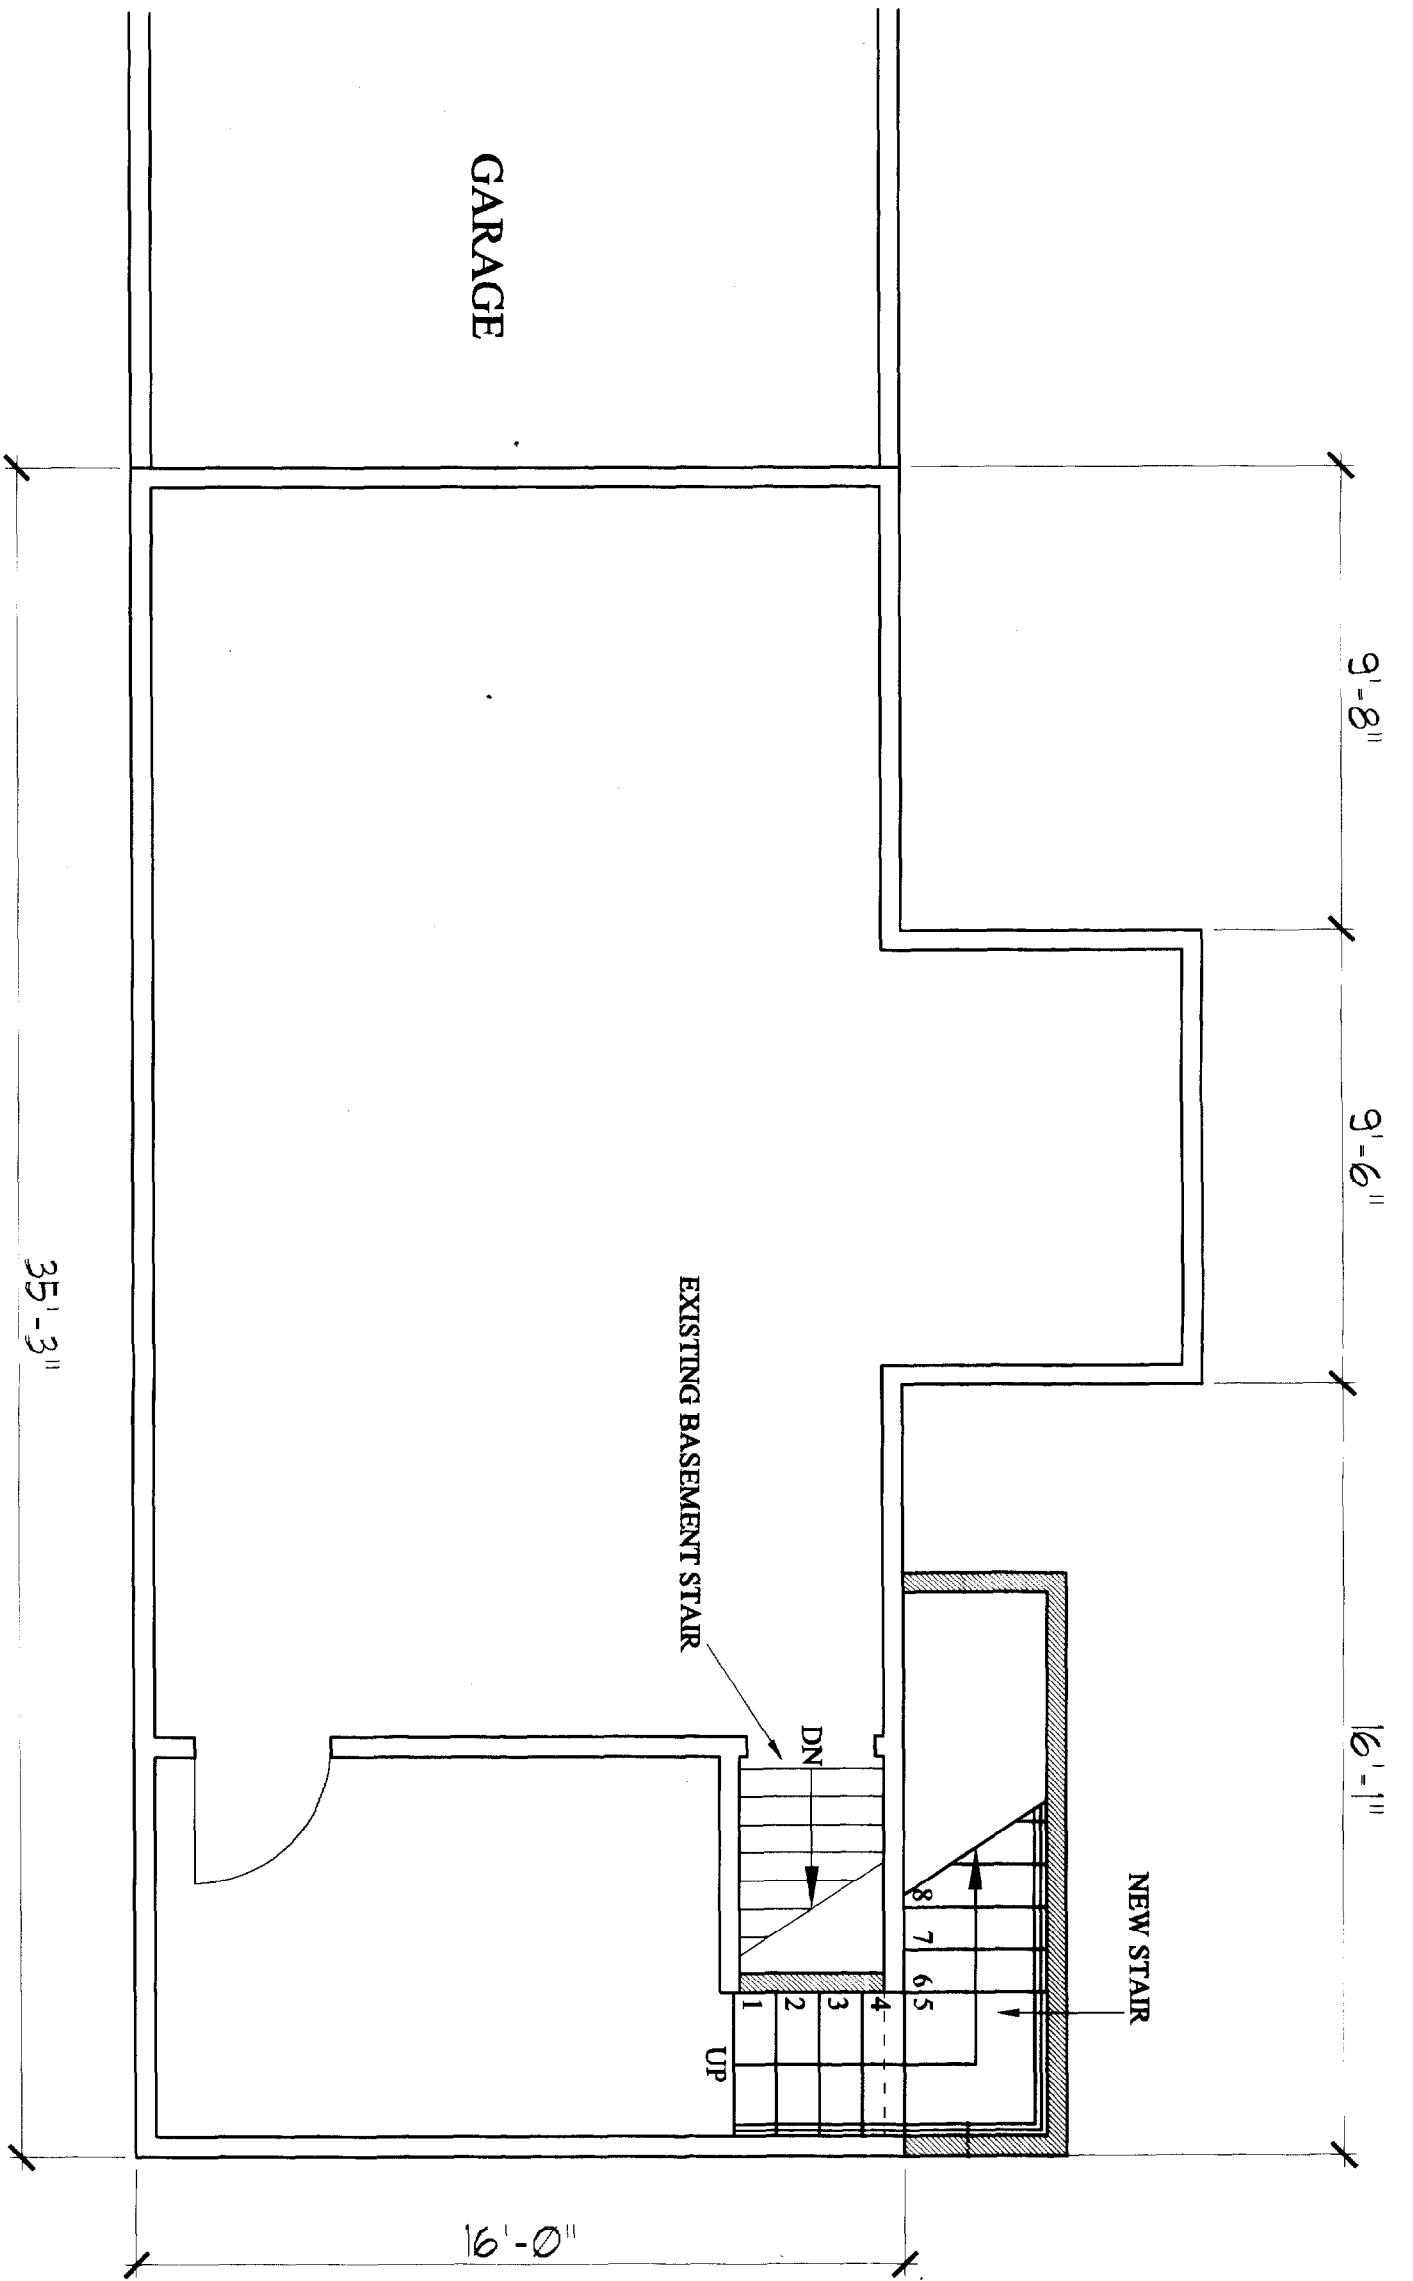 GARAGE
9'-8"
9'-6"
16'-1"
35'-3"
16'-0"
EXISTING BASEMENT STAIR
DN
NEW STAIR
8
7
6
5
4
3
2
1
UP